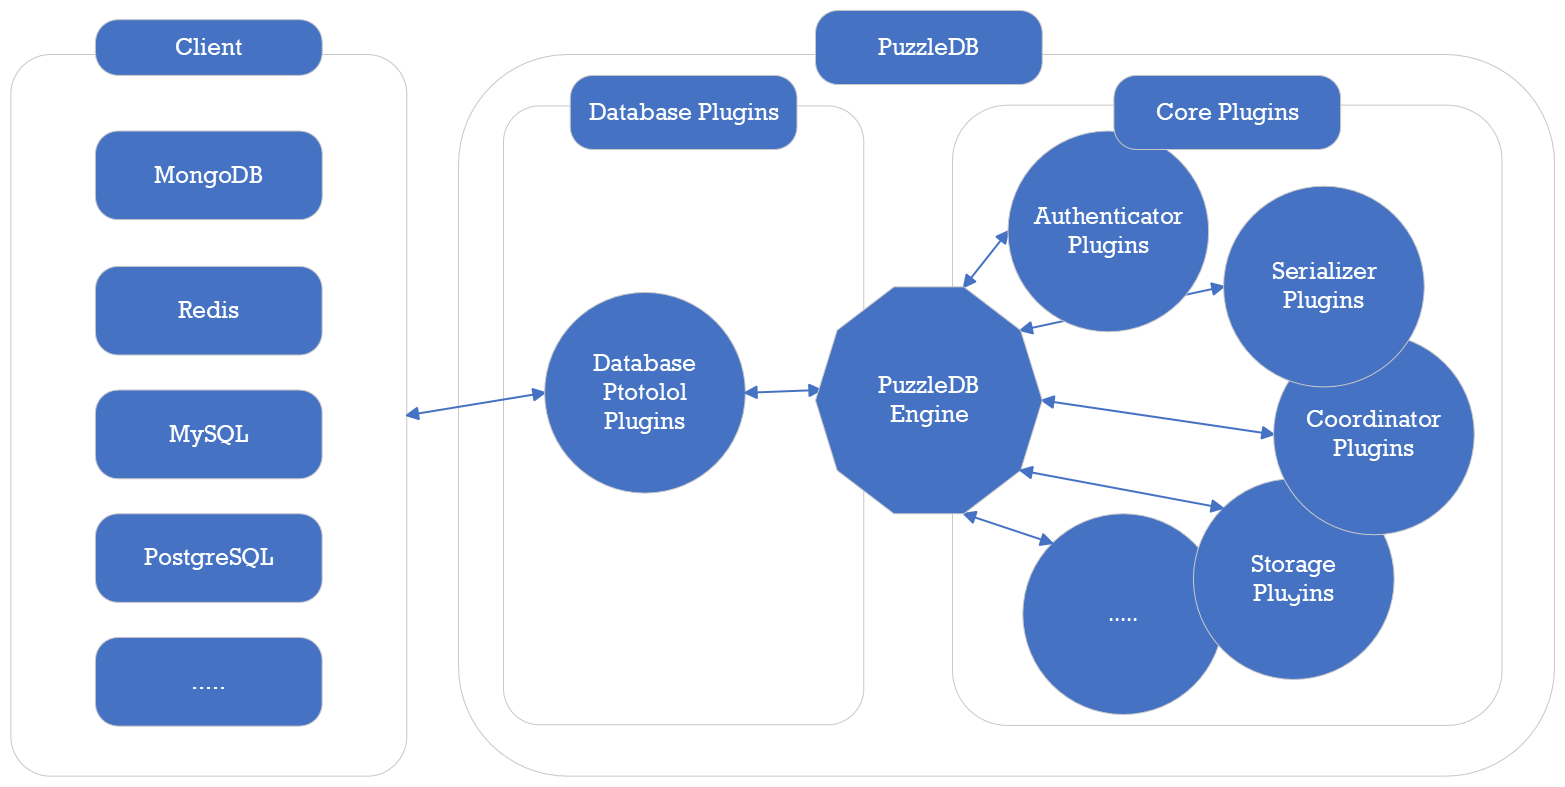 Client
MongoDB
Redis
MySQL
PostgreSQL
.....
PuzzleDB
Database Plugins
Database
Ptotolol
Plugins
PuzzleDB
Engine
Core Plugins
Authenticator
Plugins
Serializer
Plugins
Coordinator
Plugins
Storage
Plugins
.....